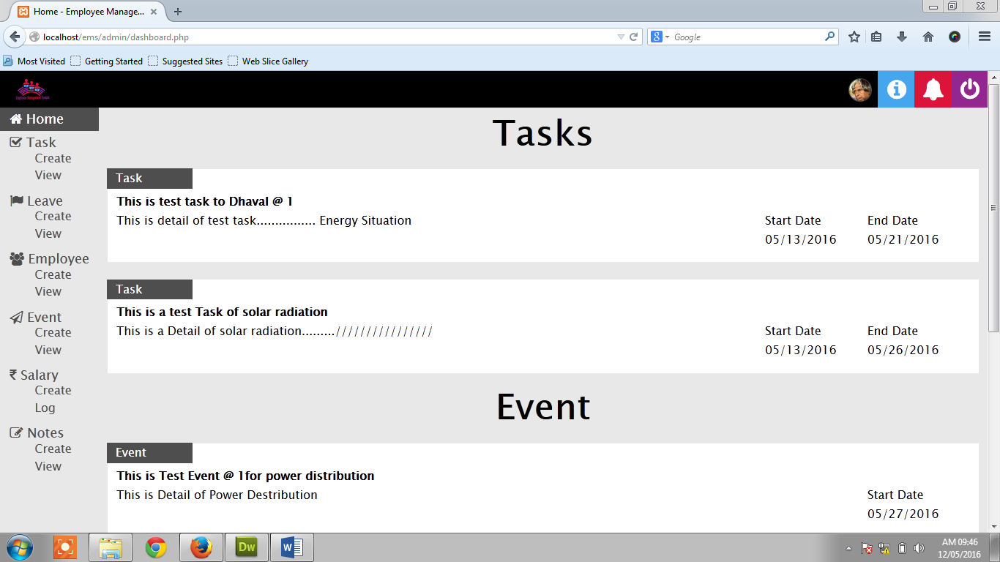 Home - Employee Manage...
localhost/ems/admin/dashboard.php
Google
Most Visited Getting Started Suggested Sites Web Slice Gallery
Employee Management System
Home
Task
Create
View
Leave
Create
View
Employee
Create
View
Event
Create
View
₹ Salary
Create
Log
Notes
Create
View
Tasks
Task
This is test task to Dhaval @ 1
This is detail of test task................ Energy Situation
Start Date End Date
05/13/2016 05/21/2016
Task
This is a test Task of solar radiation
This is a Detail of solar radiation.........////////////////
Start Date End Date
05/13/2016 05/26/2016
Event
Event
This is Test Event @ 1for power distribution
This is Detail of Power Destribution
Start Date
05/27/2016
Dw
W
AM 09:46
12/05/2016